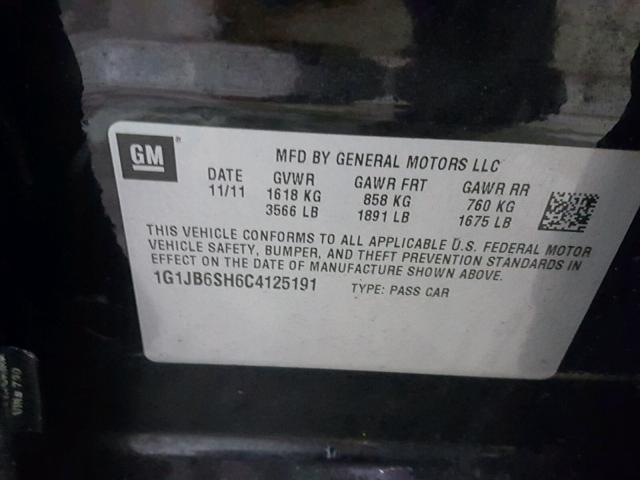 GM
MFD BY GENERAL MOTORS LLC
DATE GVWR GAWR FRT GAWR RR
11/11 1618 KG 858 KG 760 KG
3566 LB 1891 LB 1675 LB
THIS VEHICLE CONFORMS TO ALL APPLICABLE U.S. FEDERAL MOTOR
VEHICLE SAFETY, BUMPER, AND THEFT PREVENTION STANDARDS IN
EFFECT ON THE DATE OF MANUFACTURE SHOWN ABOVE.
1G1JB6SH6C4125191 TYPE: PASS CAR